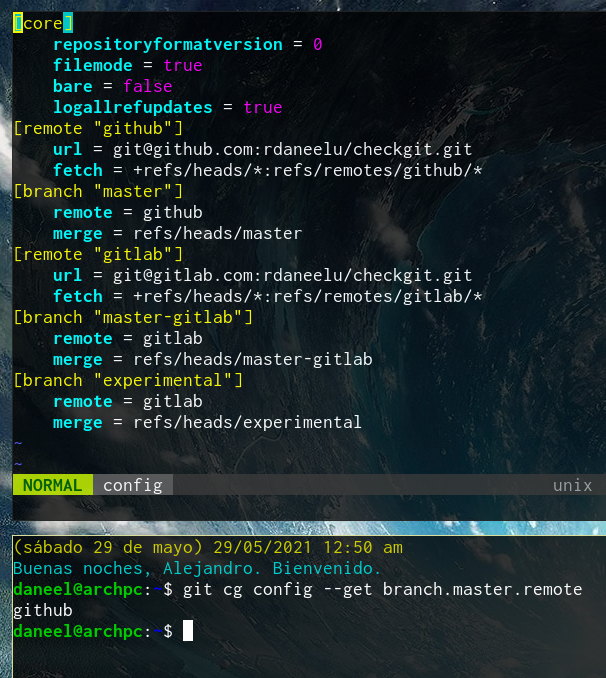 [core]
repositoryformatversion = 0
filemode = true
bare = false
logallrefupdates = true
[remote "github"]
url = git@github.com:rdaneelu/checkgit.git
fetch = +refs/heads/*:refs/remotes/github/*
[branch "master"]
remote = github
merge = refs/heads/master
[remote "gitlab"]
url = git@gitlab.com:rdaneelu/checkgit.git
fetch = +refs/heads/*:refs/remotes/gitlab/*
[branch "master-gitlab"]
remote = gitlab
merge = refs/heads/master-gitlab
[branch "experimental"]
remote = gitlab
merge = refs/heads/experimental
~
~
NORMAL config unix
(sábado 29 de mayo) 29/05/2021 12:50 am
Buenas noches, Alejandro. Bienvenido.
daneel@archpc:~$ git cg config --get branch.master.remote
github
daneel@archpc:~$